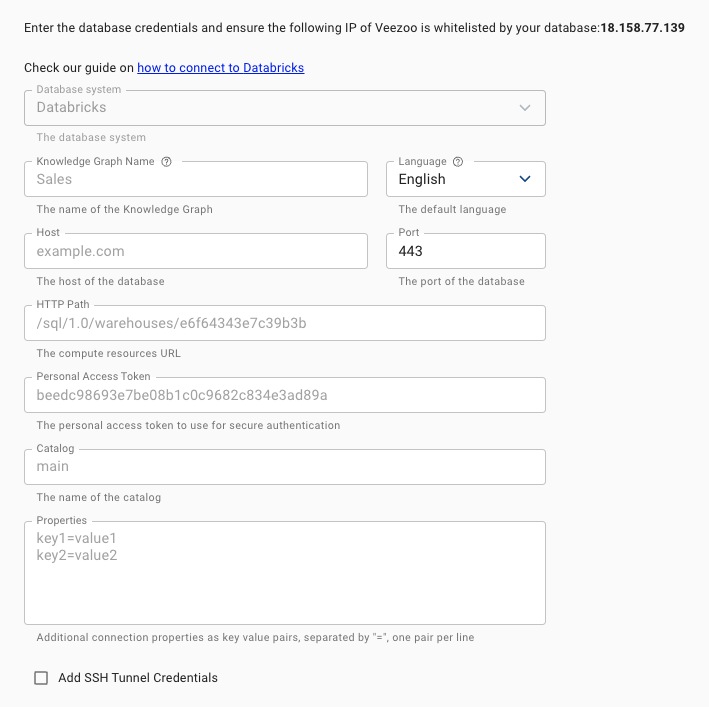 Enter the database credentials and ensure the following IP of Veezoo is whitelisted by your database:18.158.77.139
Check our guide on how to connect to Databricks
Database system
Databricks
The database system
Knowledge Graph Name
Sales
The name of the Knowledge Graph
Language
English
The default language
Host
example.com
The host of the database
Port
443
The port of the database
HTTP Path
/sql/1.0/warehouses/e6f64343e7c39b3b
The compute resources URL
Personal Access Token
beedc98693e7be08b1c0c9682c834e3ad89a
The personal access token to use for secure authentication
Catalog
main
The name of the catalog
Properties
key1=value1
key2=value2
Additional connection properties as key value pairs, separated by "=", one pair per line
Add SSH Tunnel Credentials